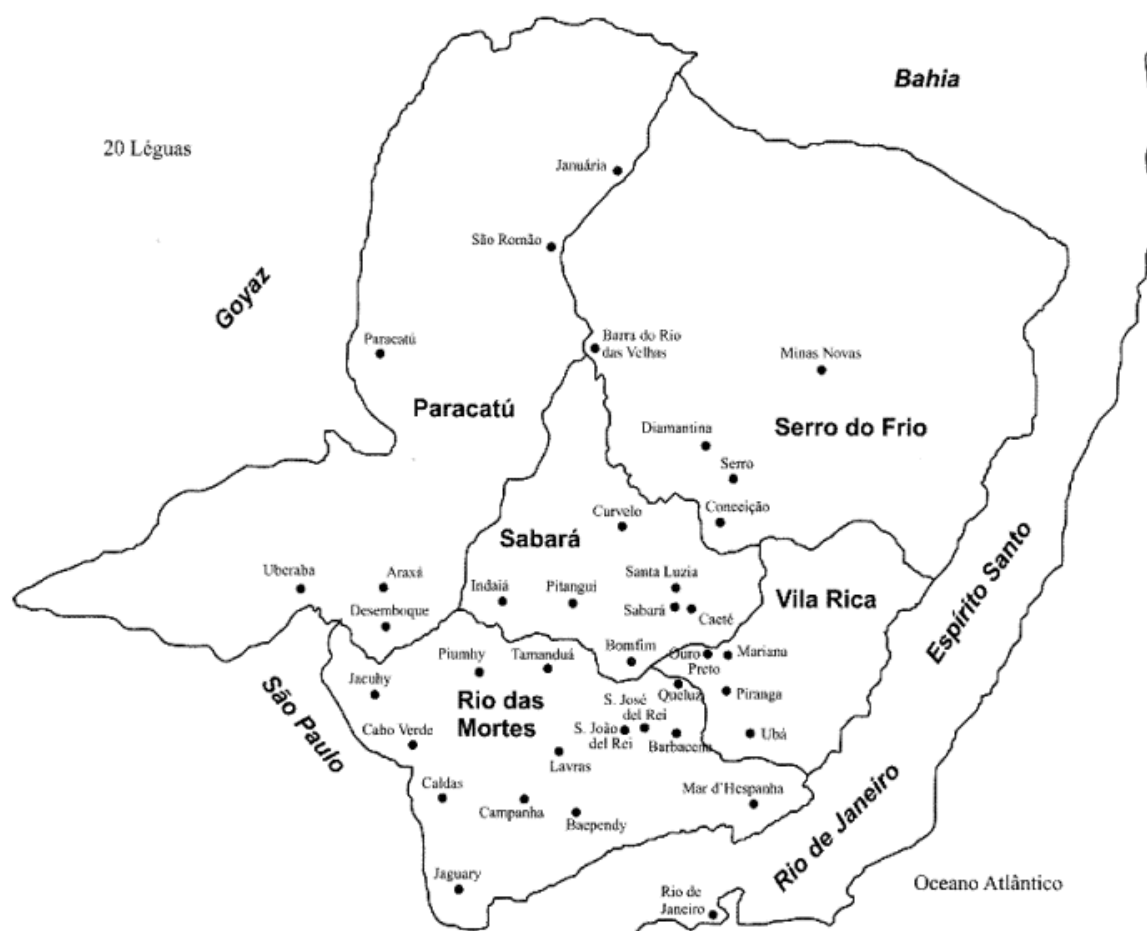 Bahia
20 Léguas
Januária
São Romão
Goyaz
Paracatú
Barra do Rio
das Velhas
Minas Novas
Paracatú
Diamantina
Serro do Frio
Serro
Conceição
Curvelo
Sabará
Uberaba
Araxá
Indaiá
Pitangui
Santa Luzia
Sabará
Caeté
Vila Rica
Espírito Santo
Desemboque
Bomfim
Ouro
Preto
Mariana
Piumhy
Tamanduá
São Paulo
Jacuhy
Rio das
Mortes
Queluz
Piranga
S. José
del Rei
S. João
del Rei
Cabo Verde
Barbacena
Ubá
Lavras
Caldas
Campanha
Baependy
Mar d'Hespanha
Rio de Janeiro
Jaguary
Rio de
Janeiro
Oceano Atlântico